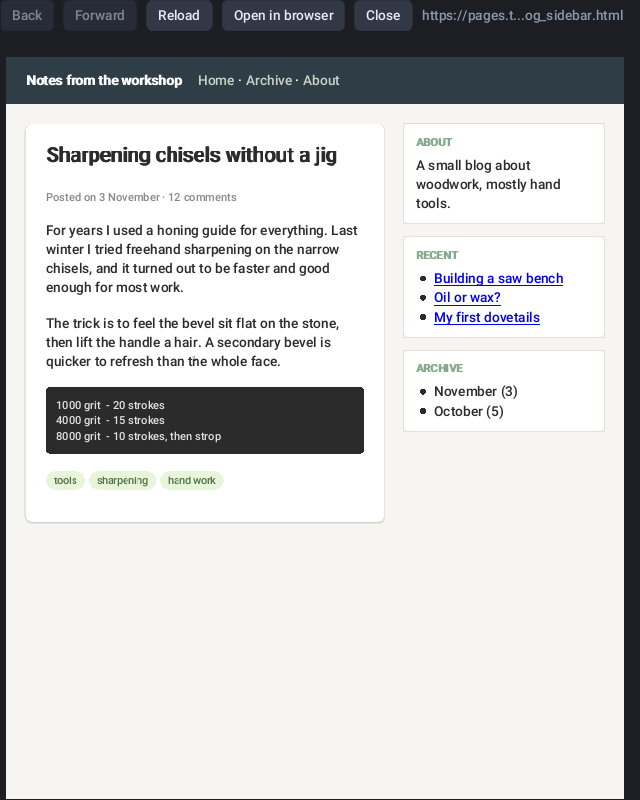 Back Forward Reload Open in browser Close https://pages.t...og_sidebar.html
Notes from the workshop Home · Archive · About
Sharpening chisels without a jig
Posted on 3 November · 12 comments
For years I used a honing guide for everything. Last
winter I tried freehand sharpening on the narrow
chisels, and it turned out to be faster and good
enough for most work.
The trick is to feel the bevel sit flat on the stone,
then lift the handle a hair. A secondary bevel is
quicker to refresh than the whole face.
1000 grit - 20 strokes
4000 grit - 15 strokes
8000 grit - 10 strokes, then strop
tools sharpening hand work
ABOUT
A small blog about
woodwork, mostly hand
tools.
RECENT
Building a saw bench
Oil or wax?
My first dovetails
ARCHIVE
November (3)
October (5)